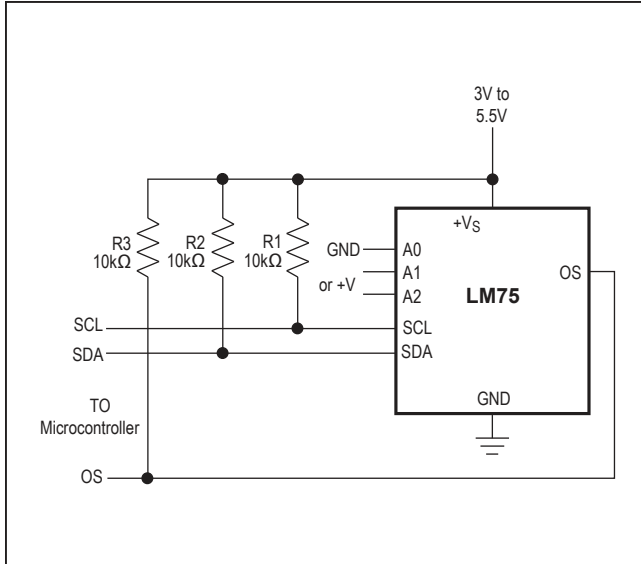 3V to
5.5V
+VS
R3
10kΩ
R2
10kΩ
R1
10kΩ
GND
or +V
A0
A1
A2
LM75
OS
SCL
SDA
SCL
SDA
GND
TO
Microcontroller
OS